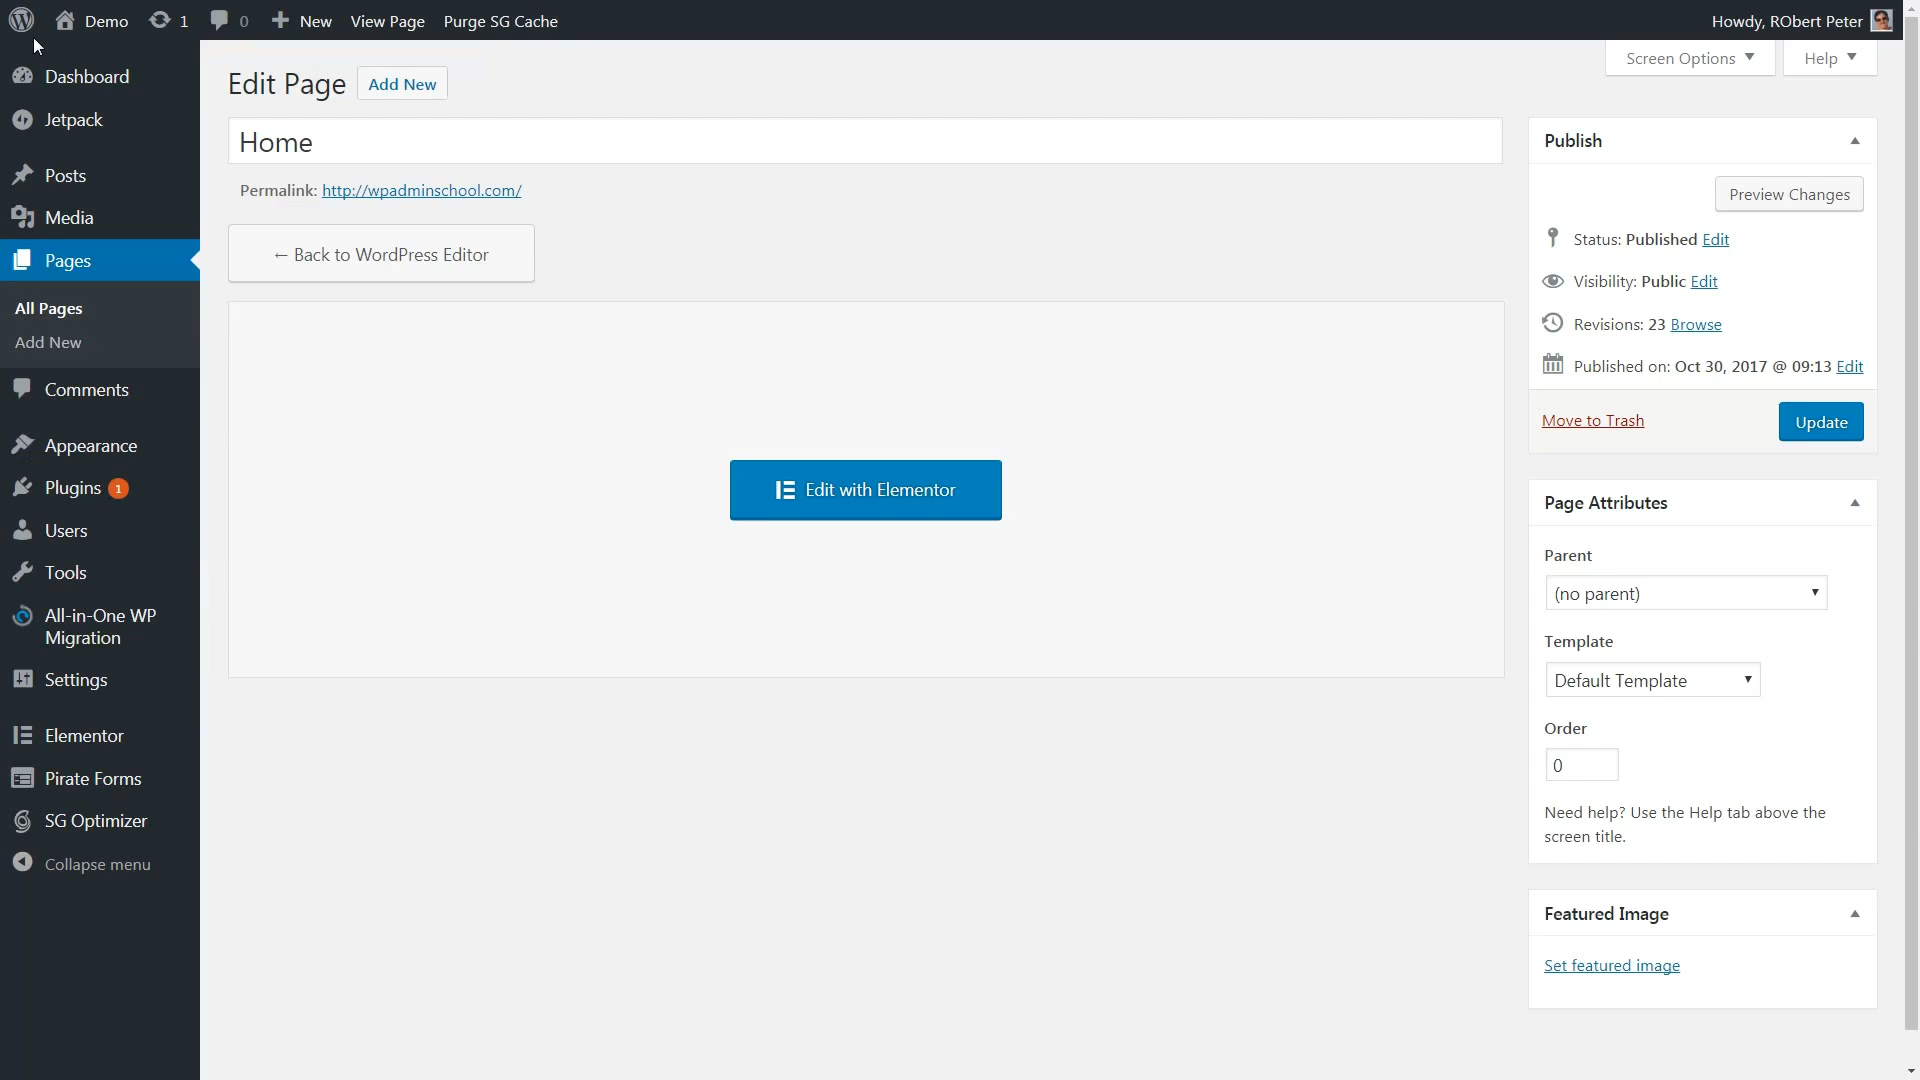 Demo 1 0 New View Page Purge SG Cache Howdy, RObert Peter
Screen Options Help
Dashboard
Jetpack
Posts
Media
Pages
All Pages
Add New
Comments
Appearance
Plugins 1
Users
Tools
All-in-One WP
Migration
Settings
Elementor
Pirate Forms
SG Optimizer
Collapse menu
Edit Page Add New
Home
Permalink: http://wpadminschool.com/
← Back to WordPress Editor
Edit with Elementor
Publish
Preview Changes
Status: Published Edit
Visibility: Public Edit
Revisions: 23 Browse
Published on: Oct 30, 2017 @ 09:13 Edit
Move to Trash Update
Page Attributes
Parent
(no parent)
Template
Default Template
Order
0
Need help? Use the Help tab above the
screen title.
Featured Image
Set featured image